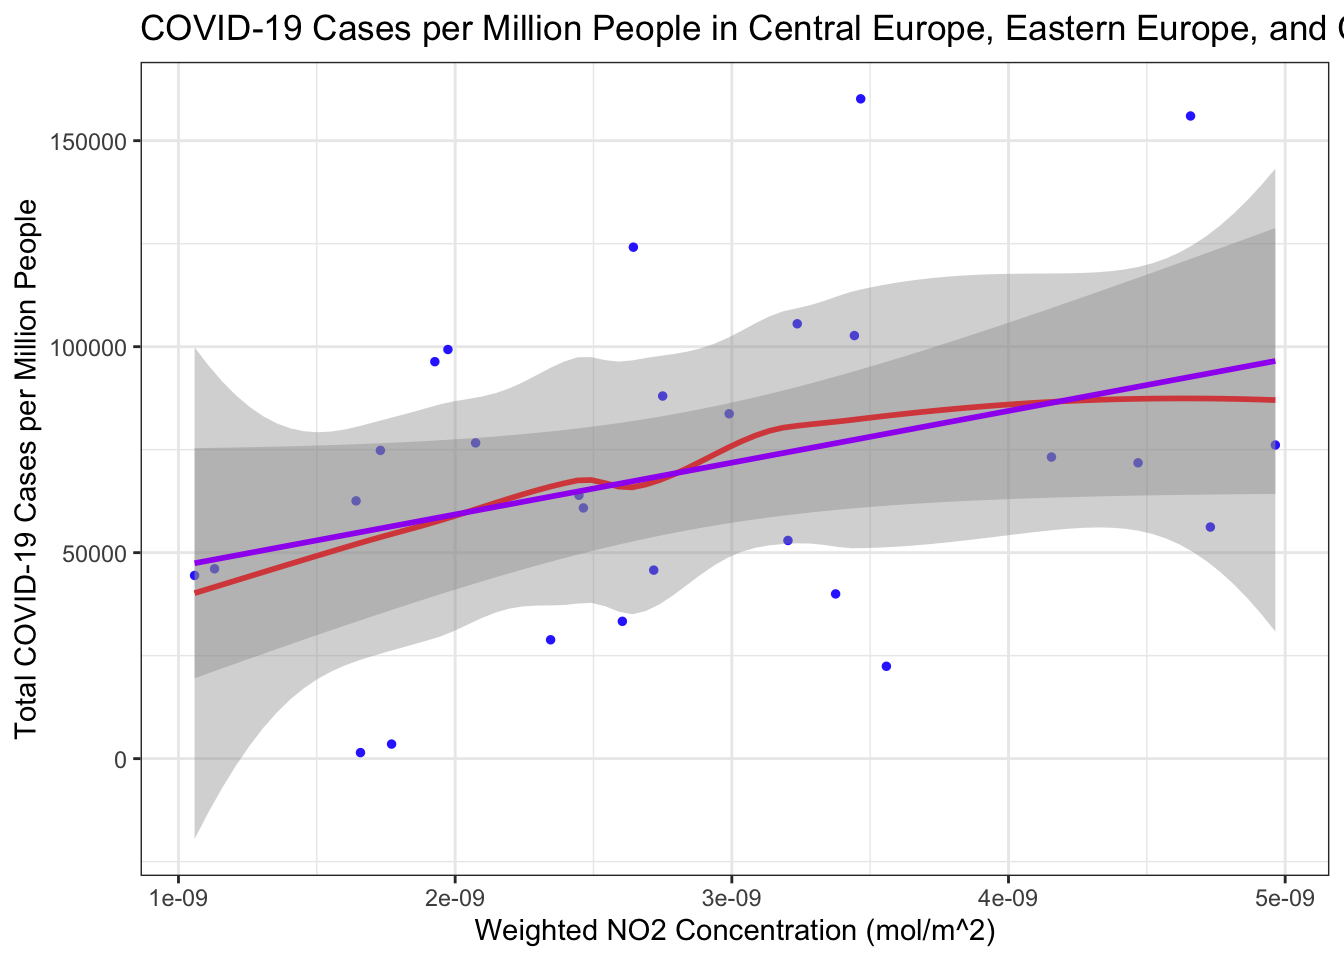 COVID-19 Cases per Million People in Central Europe, Eastern Europe, and
Total COVID-19 Cases per Million People
150000
100000
50000
0
1e-09 2e-09 3e-09 4e-09 5e-09
Weighted NO2 Concentration (mol/m^2)